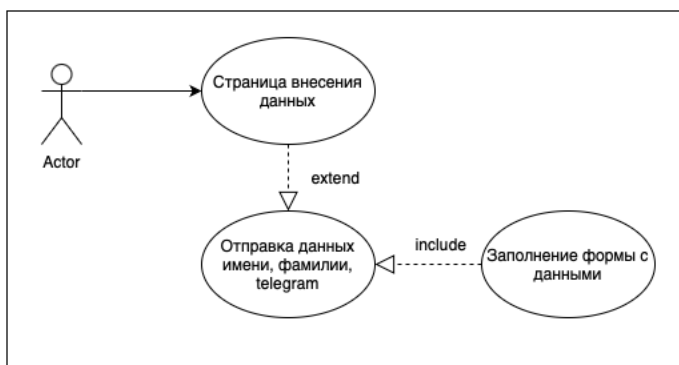 Страница внесения
данных
Actor
extend
Отправка данных
имени, фамилии,
telegram
include
Заполнение формы с
данными